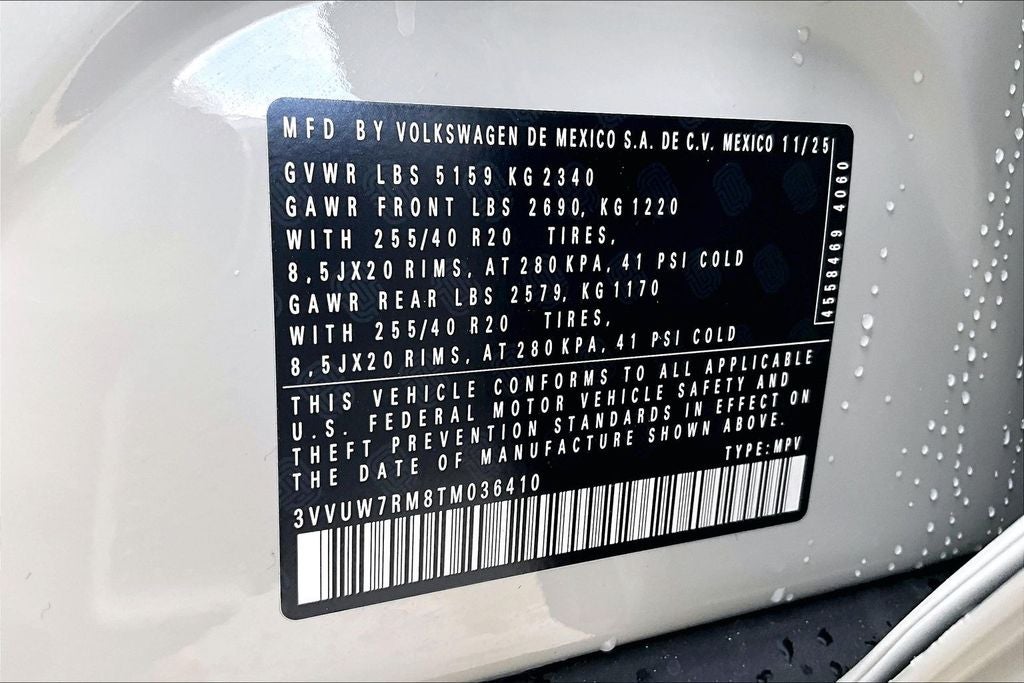 MFD BY VOLKSWAGEN DE MEXICO S.A. DE C.V. MEXICO 11/25
GVWR LBS 5159 KG 2340
GAWR FRONT LBS 2690, KG 1220
WITH 255/40 R20 TIRES,
8,5JX20 RIMS, AT 280 KPA, 41 PSI COLD
GAWR REAR LBS 2579, KG 1170
WITH 255/40 R20 TIRES,
8,5JX20 RIMS, AT 280 KPA, 41 PSI COLD
4558469 4060
THIS VEHICLE CONFORMS TO ALL APPLICABLE
U.S. FEDERAL MOTOR VEHICLE SAFETY AND
THEFT PREVENTION STANDARDS IN EFFECT ON
THE DATE OF MANUFACTURE SHOWN ABOVE.
TYPE:MPV
3VVUW7RM8TM036410